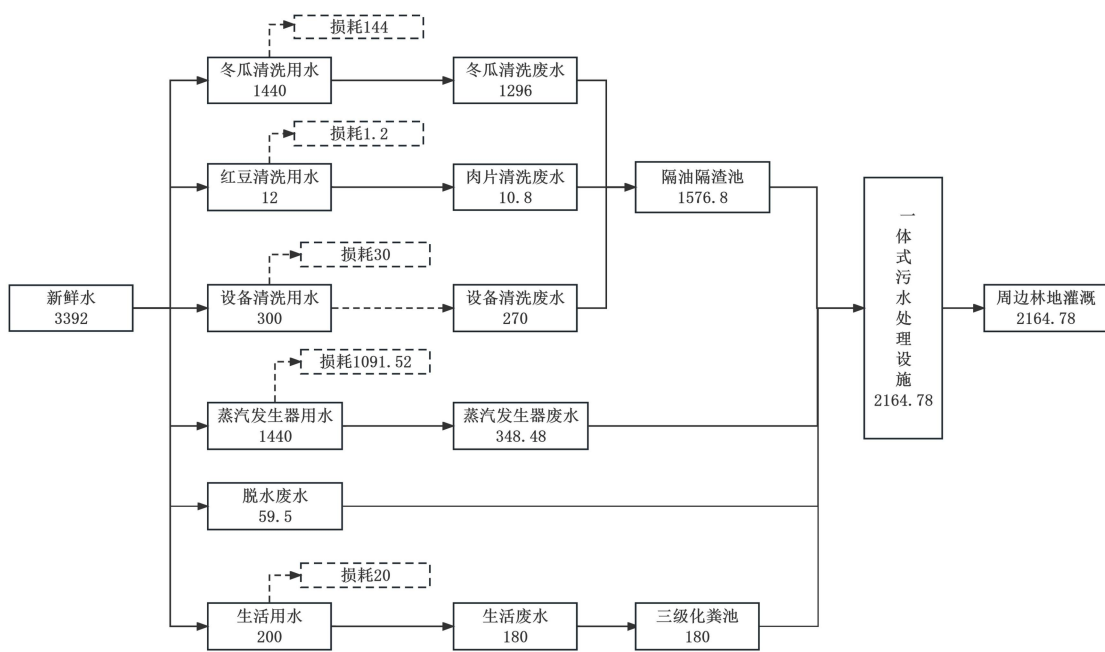 损耗144
冬瓜清洗用水
1440
冬瓜清洗废水
1296
损耗1.2
红豆清洗用水
12
肉片清洗废水
10.8
隔油隔渣池
1576.8
损耗30
新鲜水
3392
设备清洗用水
300
设备清洗废水
270
一
体
式
污
水
处
理
设
施
2164.78
周边林地灌溉
2164.78
损耗1091.52
蒸汽发生器用水
1440
蒸汽发生器废水
348.48
脱水废水
59.5
损耗20
生活用水
200
生活废水
180
三级化粪池
180